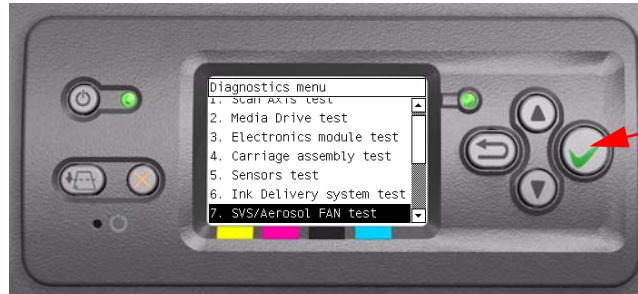 Diagnostics menu
1. Scan Axis test
2. Media Drive test
3. Electronics module test
4. Carriage assembly test
5. Sensors test
6. Ink Delivery system test
7. SVS/Aerosol FAN test